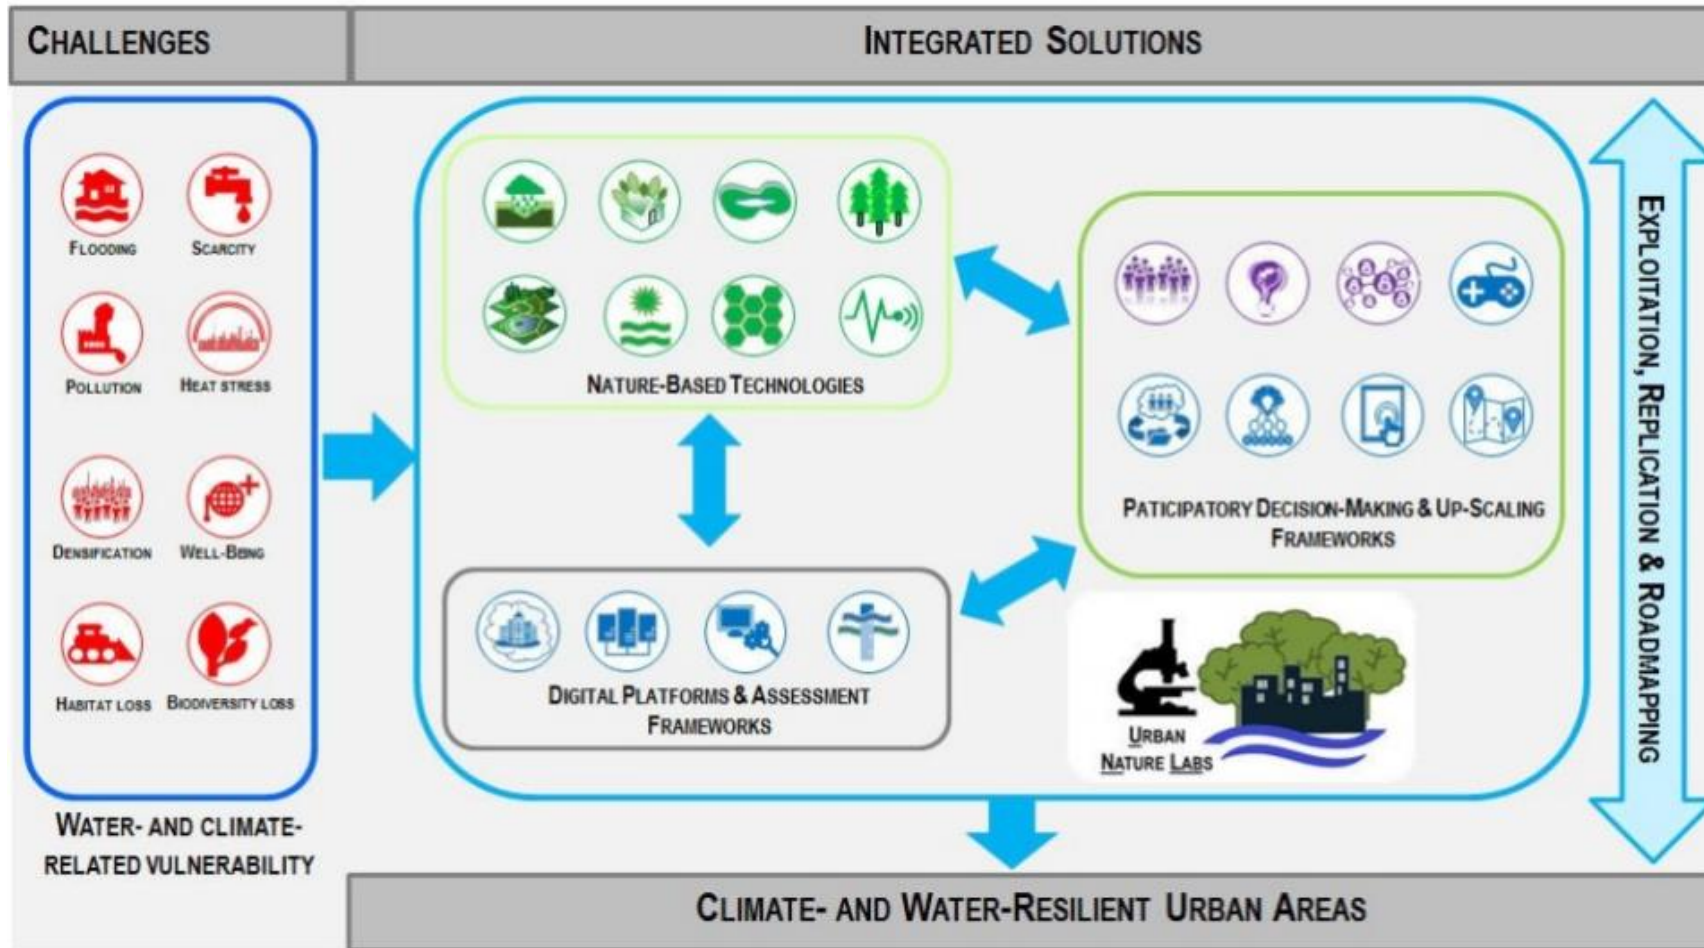 CHALLENGES
INTEGRATED SOLUTIONS
FLOODING
SCARCITY
POLLUTION
HEAT STRESS
DENSIFICATION
WELL-BEING
HABITAT LOSS
BIODIVERSITY LOSS
WATER- AND CLIMATE-
RELATED VULNERABILITY
NATURE-BASED TECHNOLOGIES
PATICIPATORY DECISION-MAKING & UP-SCALING
FRAMEWORKS
DIGITAL PLATFORMS & ASSESSMENT
FRAMEWORKS
URBAN
NATURE LABS
EXPLOITATION, REPLICATION & ROADMAPPING
CLIMATE- AND WATER-RESILIENT URBAN AREAS